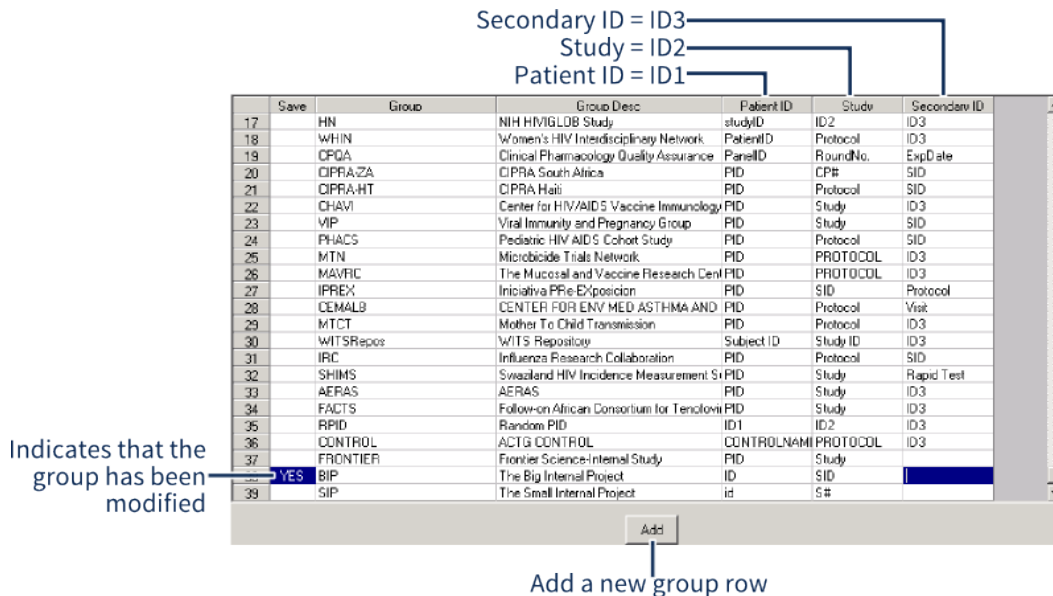 Secondary ID = ID3
Study = ID2
Patient ID = ID1
Save Group Group Desc Patient ID Study Secondary ID
17 HN NIH HIVIGLOB Study studyID ID2 ID3
18 WHIN Women's HIV Interdisciplinary Network PatientID Protocol ID3
19 CPQA Clinical Pharmacology Quality Assurance PanelID RoundNo. ExpDate
20 CIPRA-ZA CIPRA South Africa PID CP# SID
21 CIPRA-HT CIPRA Haiti PID Protocol SID
22 CHAVI Center for HIV/AIDS Vaccine Immunology PID Study ID3
23 VIP Viral Immunity and Pregnancy Group PID Study SID
24 PHACS Pediatric HIV AIDS Cohort Study PID Protocol SID
25 MTN Microbicide Trials Network PID PROTOCOL ID3
26 MAVRC The Mucosal and Vaccine Research Cent PID PROTOCOL ID3
27 IPREX Iniciativa PRe-EXposicion PID SID Protocol
28 CEMALB CENTER FOR ENV MED ASTHMA AND PID Protocol Visit
29 MTCT Mother To Child Transmission PID Protocol ID3
30 WITSRepos WITS Repository Subject ID Study ID ID3
31 IRC Influenza Research Collaboration PID Protocol SID
32 SHIMS Swaziland HIV Incidence Measurement Su PID Study Rapid Test
33 AERAS AERAS PID Study ID3
34 FACTS Follow-on African Consortium for Tenofovir PID Study ID3
35 RPID Random PID ID1 ID2 ID3
36 CONTROL ACTG CONTROL CONTROLNAME PROTOCOL ID3
37 FRONTIER Frontier Science-Internal Study PID Study
38 YES BIP The Big Internal Project ID SID
39 SIP The Small Internal Project id S#
Indicates that the
group has been
modified
Add
Add a new group row